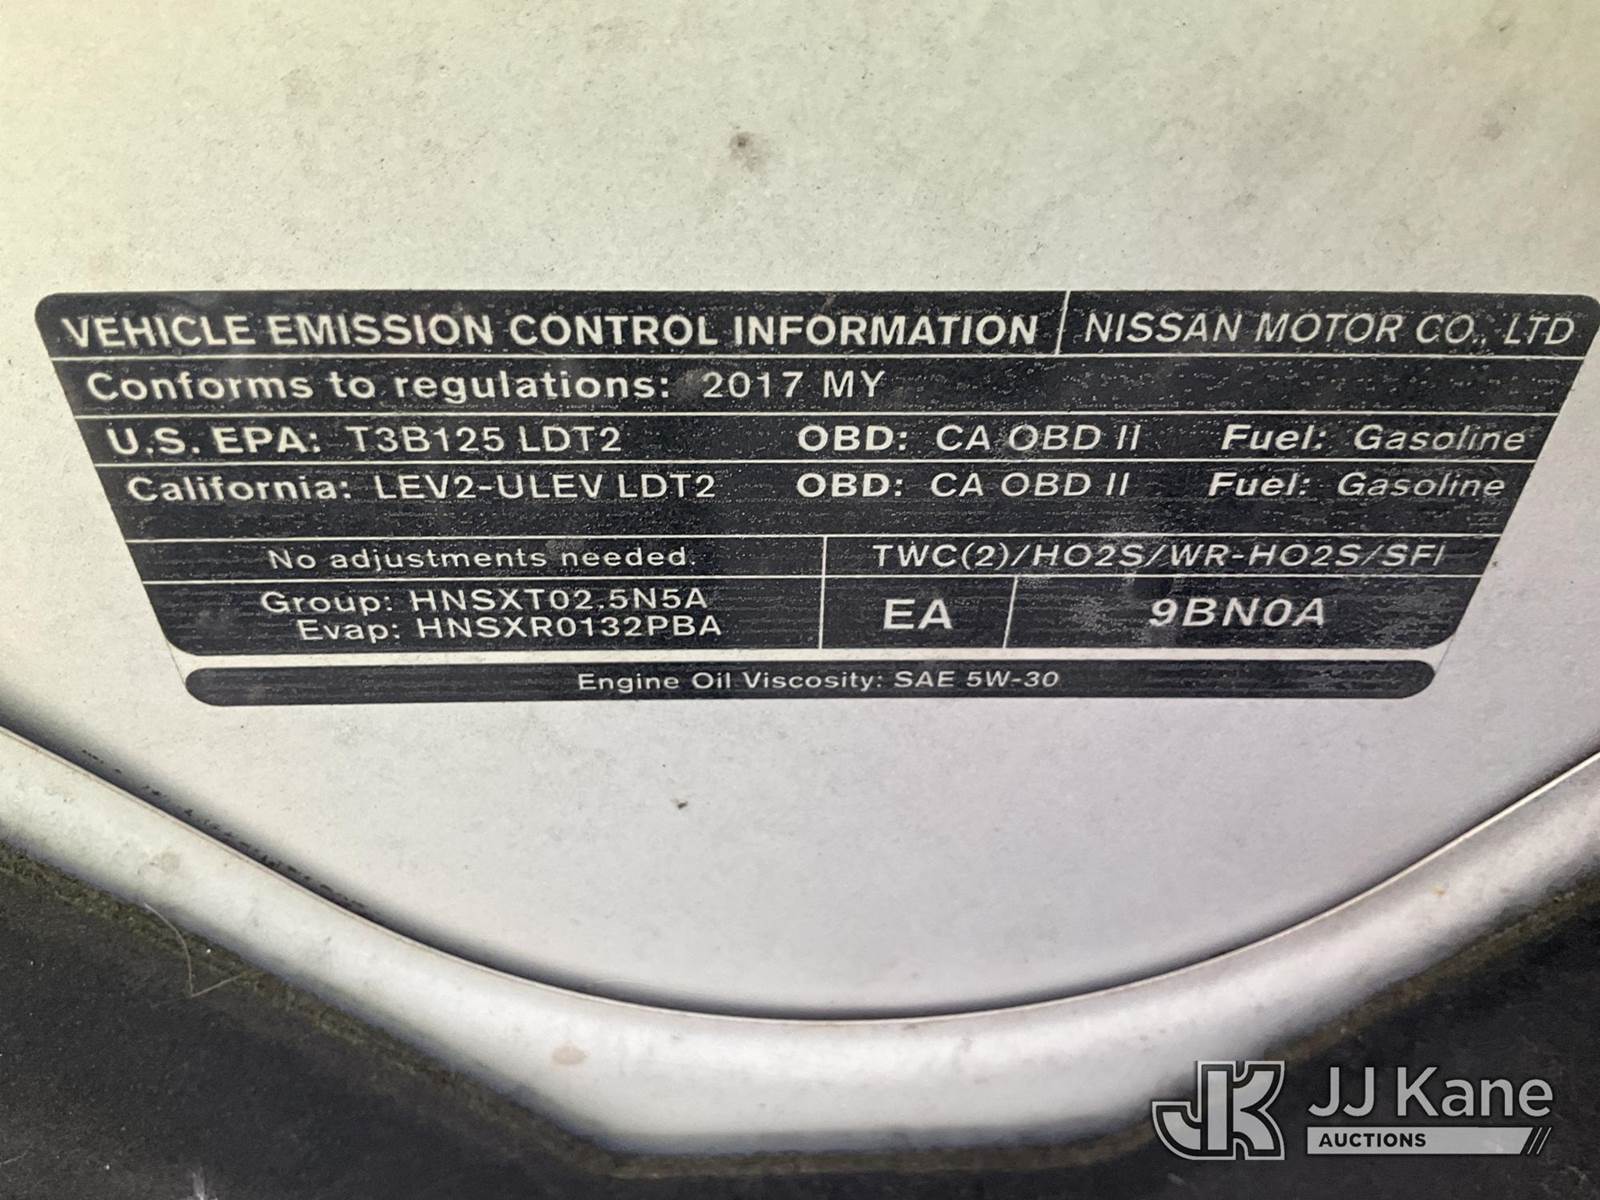 VEHICLE EMISSION CONTROL INFORMATION NISSAN MOTOR CO., LTD
Conforms to regulations: 2017 MY
U.S. EPA: T3B125 LDT2 OBD: CA OBD II Fuel: Gasoline
California: LEV2-ULEV LDT2 OBD: CA OBD II Fuel: Gasoline
No adjustments needed. TWC(2)/HO2S/WR-HO2S/SFI
Group: HNSXT02.5N5A
Evap: HNSXR0132PBA
EA 9BN0A
Engine Oil Viscosity: SAE 5W-30
JK JJ Kane
AUCTIONS